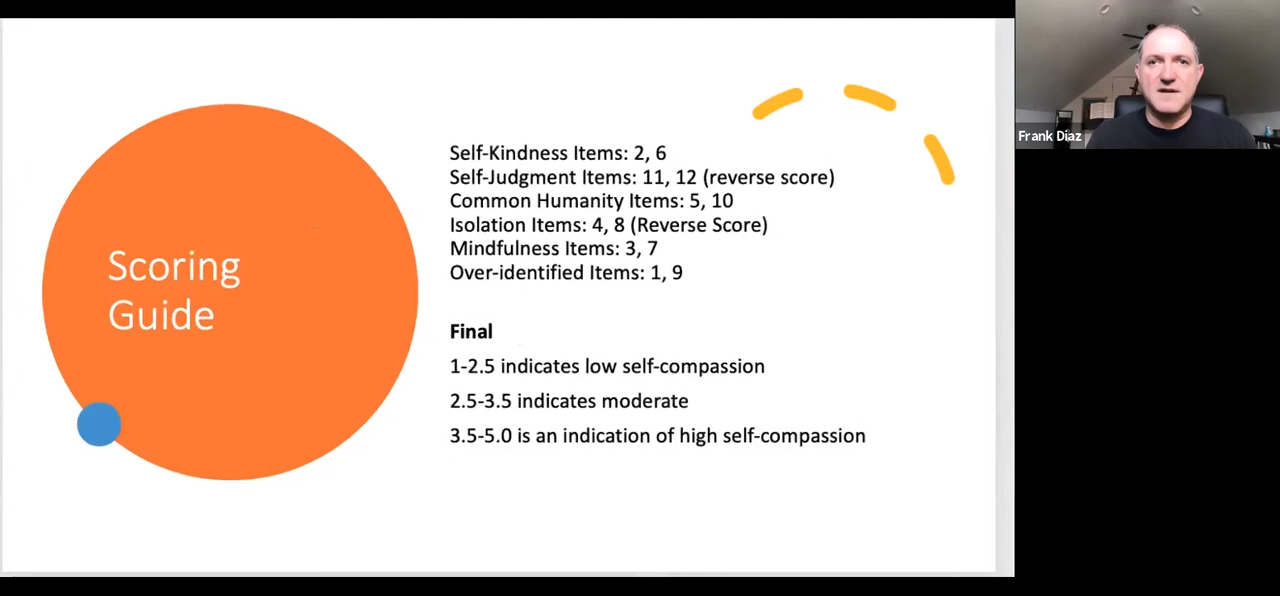 Scoring
Guide
Self-Kindness Items: 2, 6
Self-Judgment Items: 11, 12 (reverse score)
Common Humanity Items: 5, 10
Isolation Items: 4, 8 (Reverse Score)
Mindfulness Items: 3, 7
Over-identified Items: 1, 9
Final
1-2.5 indicates low self-compassion
2.5-3.5 indicates moderate
3.5-5.0 is an indication of high self-compassion
Frank Diaz